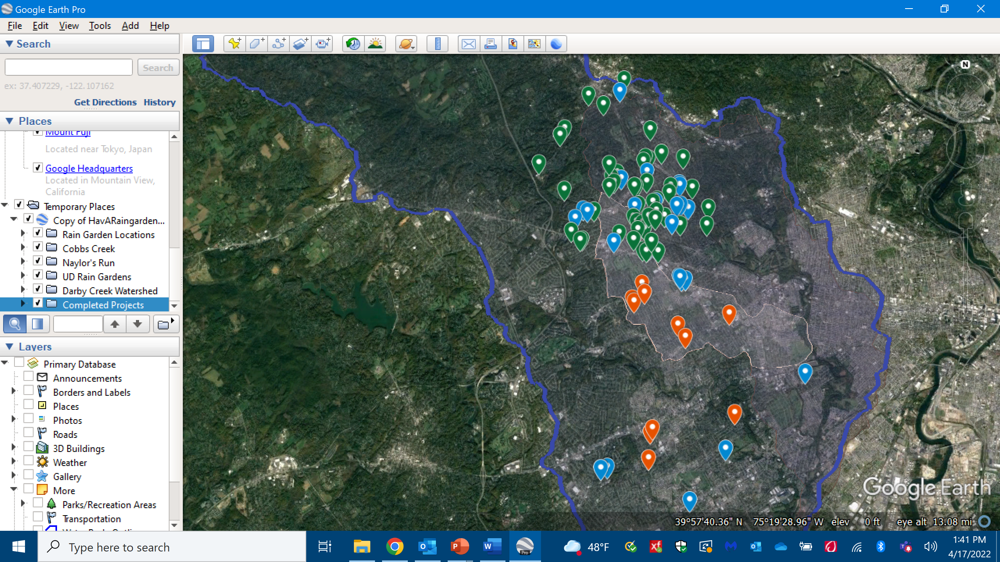 Google Earth Pro
File Edit View Tools Add Help
Search
Search
ex: 37.407229, -122.107162
Get Directions History
Places
Mount Fuji
Located near Tokyo, Japan
Google Headquarters
Located in Mountain View,
California
Temporary Places
Copy of HavARaingarden...
Rain Garden Locations
Cobbs Creek
Naylor's Run
UD Rain Gardens
Darby Creek Watershed
Completed Projects
Layers
Primary Database
Announcements
Borders and Labels
Places
Photos
Roads
3D Buildings
Weather
Gallery
More
Parks/Recreation Areas
Transportation
N
Google Earth
39°57'40.36" N 75°19'28.96" W elev 0 ft eye alt 13.08 mi
Type here to search
Pro
48°F
1:41 PM
4/17/2022